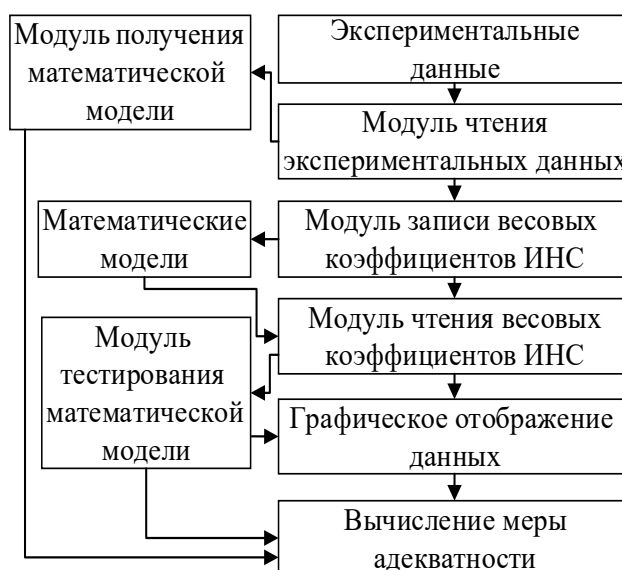 Модуль получения
математической
модели
Экспериментальные
данные
Модуль чтения
экспериментальных данных
Математические
модели
Модуль записи весовых
коэффициентов ИНС
Модуль
тестирования
математической
модели
Модуль чтения весовых
коэффициентов ИНС
Графическое отображение
данных
Вычисление меры
адекватности